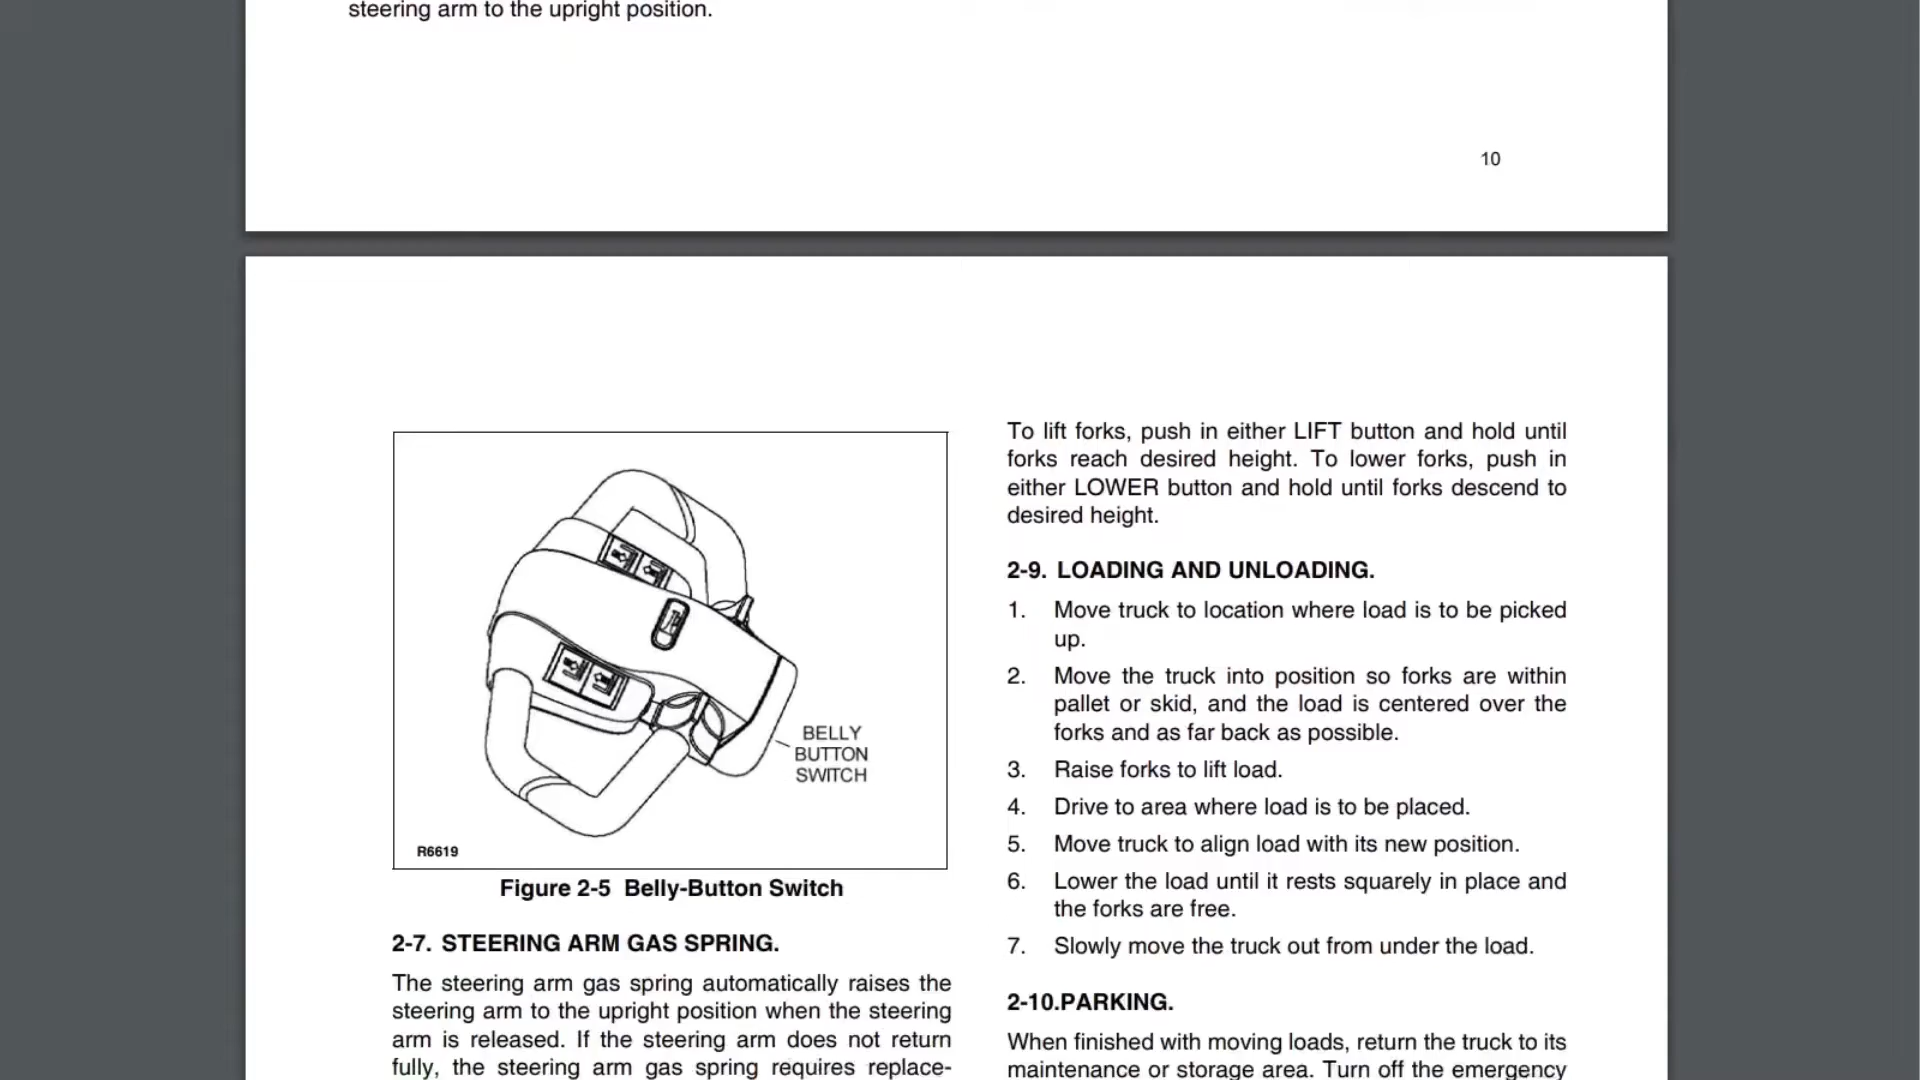 steering arm to the upright position.
10
BELLY
BUTTON
SWITCH
R6619
Figure 2-5 Belly-Button Switch
2-7. STEERING ARM GAS SPRING.
The steering arm gas spring automatically raises the
steering arm to the upright position when the steering
arm is released. If the steering arm does not return
fully, the steering arm gas spring requires replace-
To lift forks, push in either LIFT button and hold until
forks reach desired height. To lower forks, push in
either LOWER button and hold until forks descend to
desired height.
2-9. LOADING AND UNLOADING.
1. Move truck to location where load is to be picked
up.
2. Move the truck into position so forks are within
pallet or skid, and the load is centered over the
forks and as far back as possible.
3. Raise forks to lift load.
4. Drive to area where load is to be placed.
5. Move truck to align load with its new position.
6. Lower the load until it rests squarely in place and
the forks are free.
7. Slowly move the truck out from under the load.
2-10.PARKING.
When finished with moving loads, return the truck to its
maintenance or storage area. Turn off the emergency